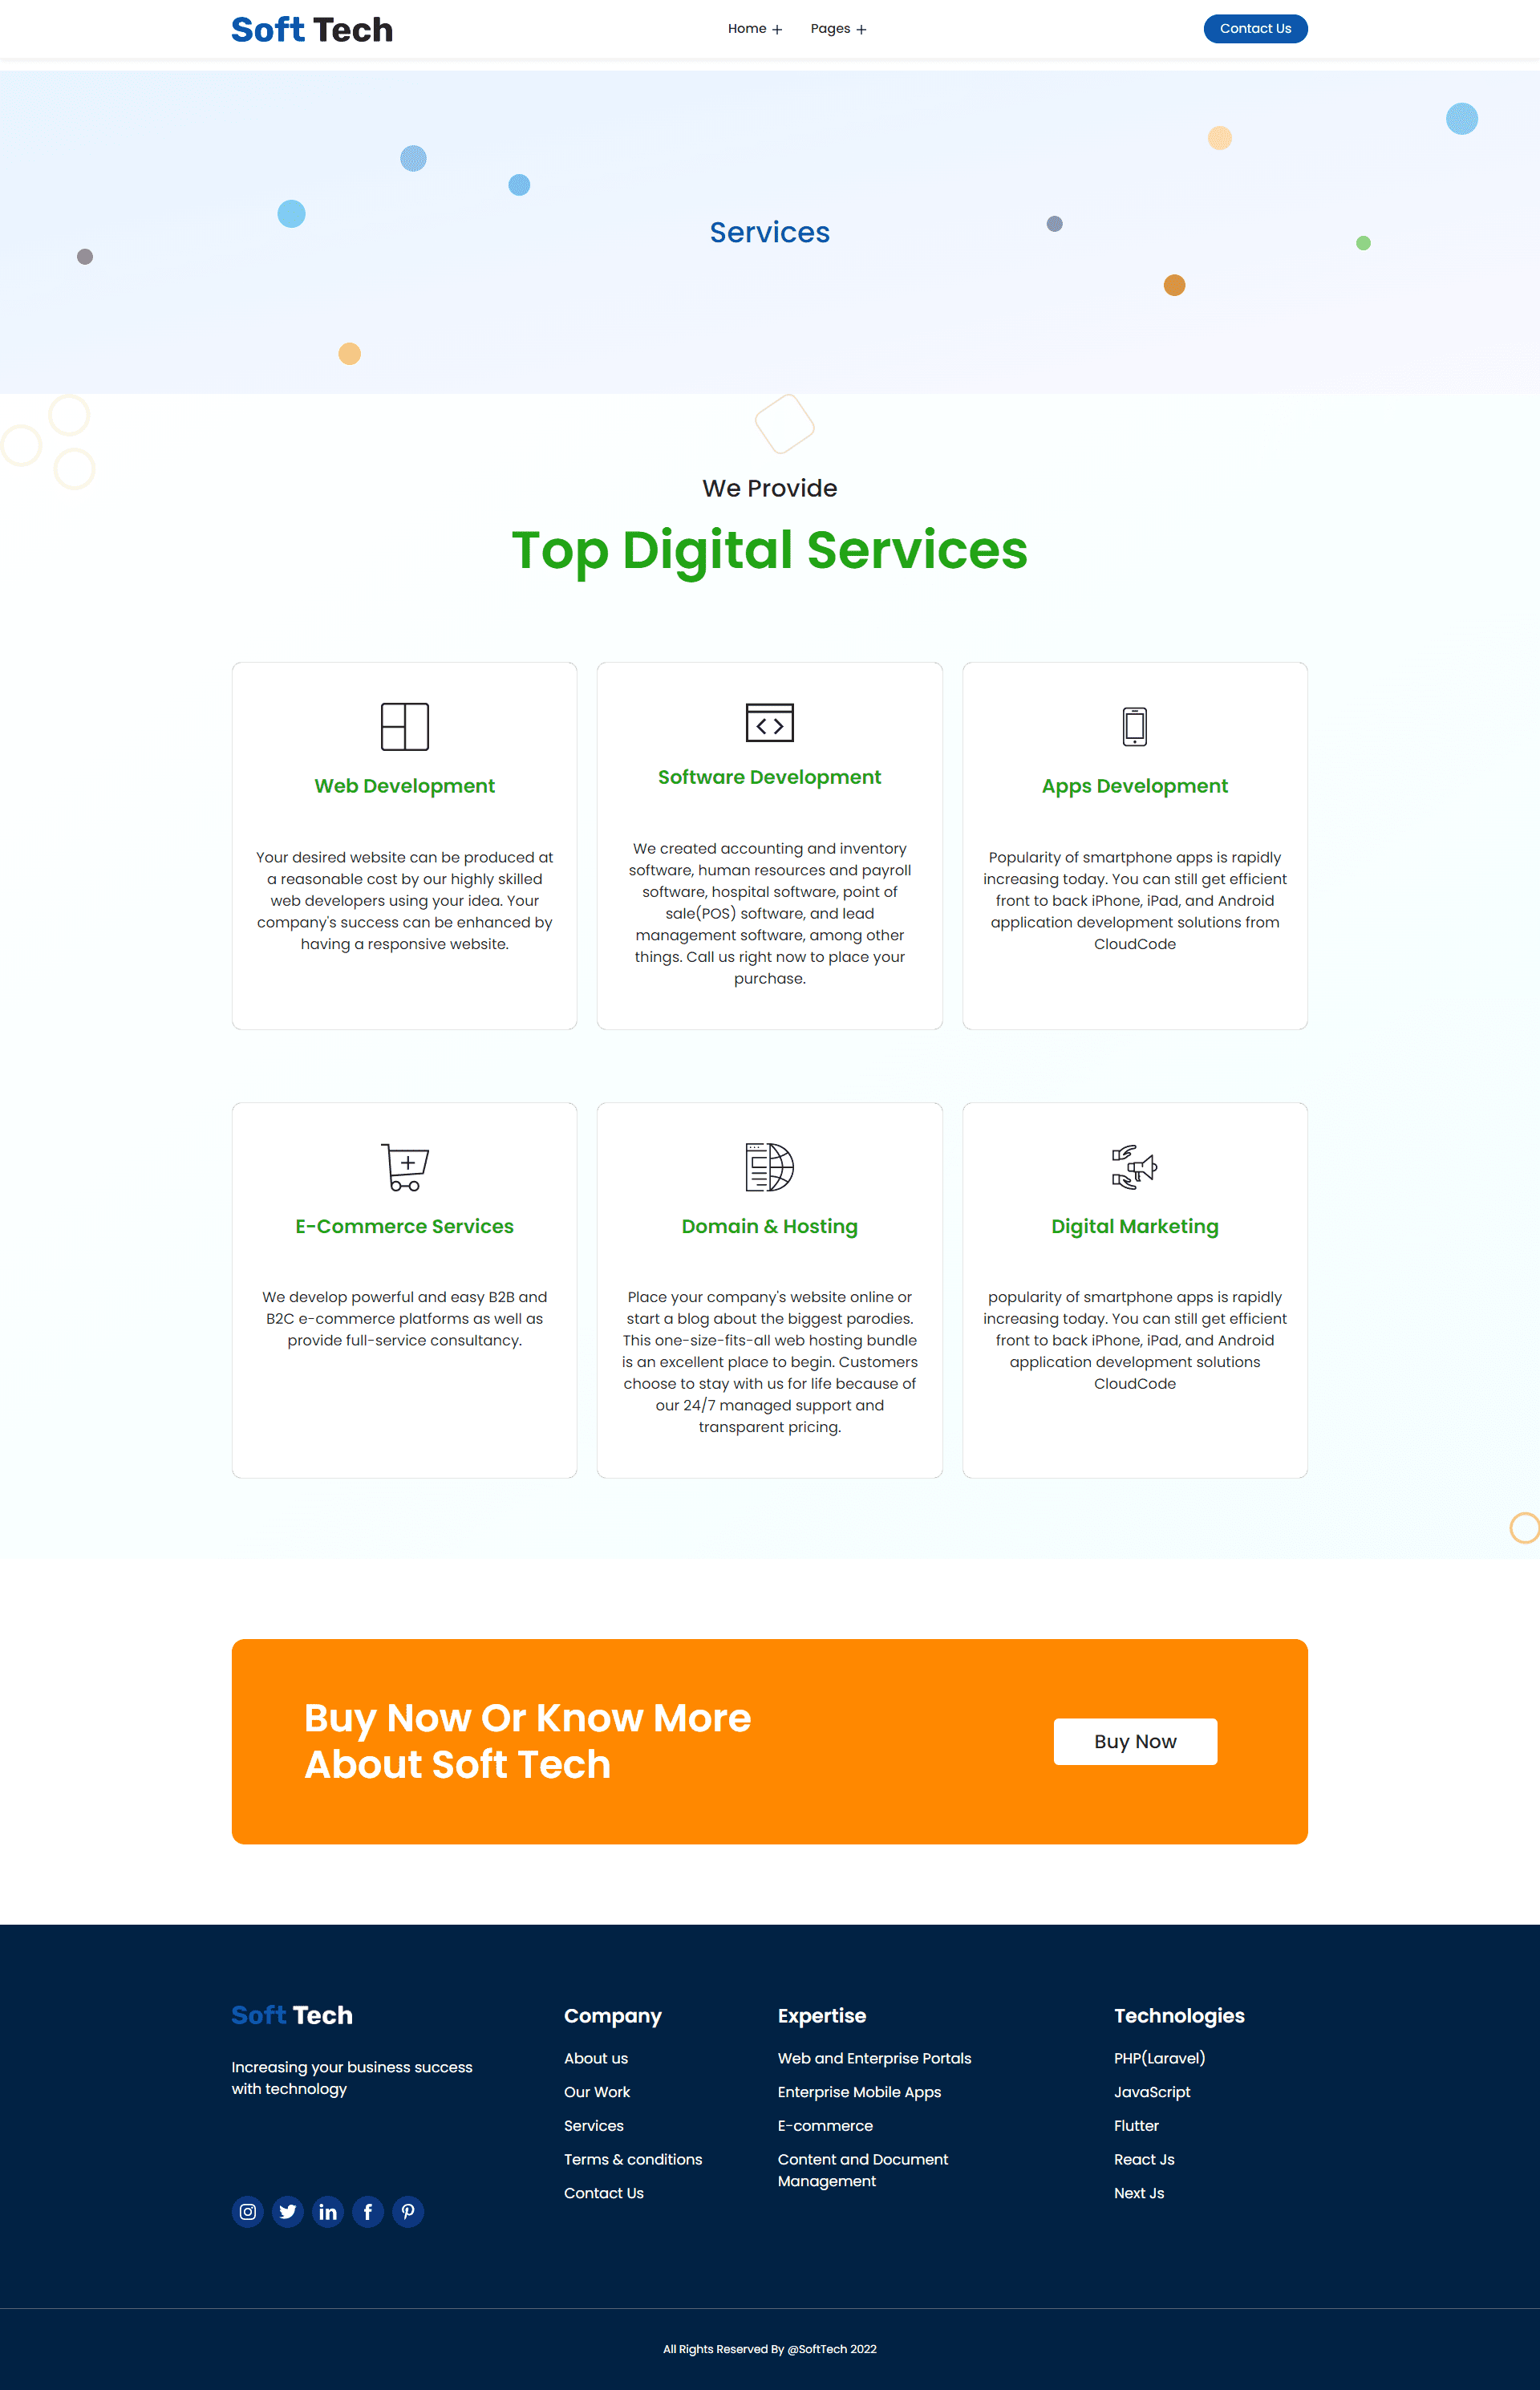 Soft Tech
Home +
Pages +
Contact Us
Services
We Provide
Top Digital Services
Web Development
Your desired website can be produced at
a reasonable cost by our highly skilled
web developers using your idea. Your
company's success can be enhanced by
having a responsive website.
Software Development
We created accounting and inventory
software, human resources and payroll
software, hospital software, point of
sale(POS) software, and lead
management software, among other
things. Call us right now to place your
purchase.
Apps Development
Popularity of smartphone apps is rapidly
increasing today. You can still get efficient
front to back iPhone, iPad, and Android
application development solutions from
CloudCode
E-Commerce Services
We develop powerful and easy B2B and
B2C e-commerce platforms as well as
provide full-service consultancy.
Domain & Hosting
Place your company's website online or
start a blog about the biggest parodies.
This one-size-fits-all web hosting bundle
is an excellent place to begin. Customers
choose to stay with us for life because of
our 24/7 managed support and
transparent pricing.
Digital Marketing
popularity of smartphone apps is rapidly
increasing today. You can still get efficient
front to back iPhone, iPad, and Android
application development solutions
CloudCode
Buy Now Or Know More
About Soft Tech
Buy Now
Soft Tech
Increasing your business success
with technology
Company
About us
Our Work
Services
Terms & conditions
Contact Us
Expertise
Web and Enterprise Portals
Enterprise Mobile Apps
E-commerce
Content and Document
Management
Technologies
PHP(Laravel)
JavaScript
Flutter
React Js
Next Js
All Rights Reserved By @SoftTech 2022